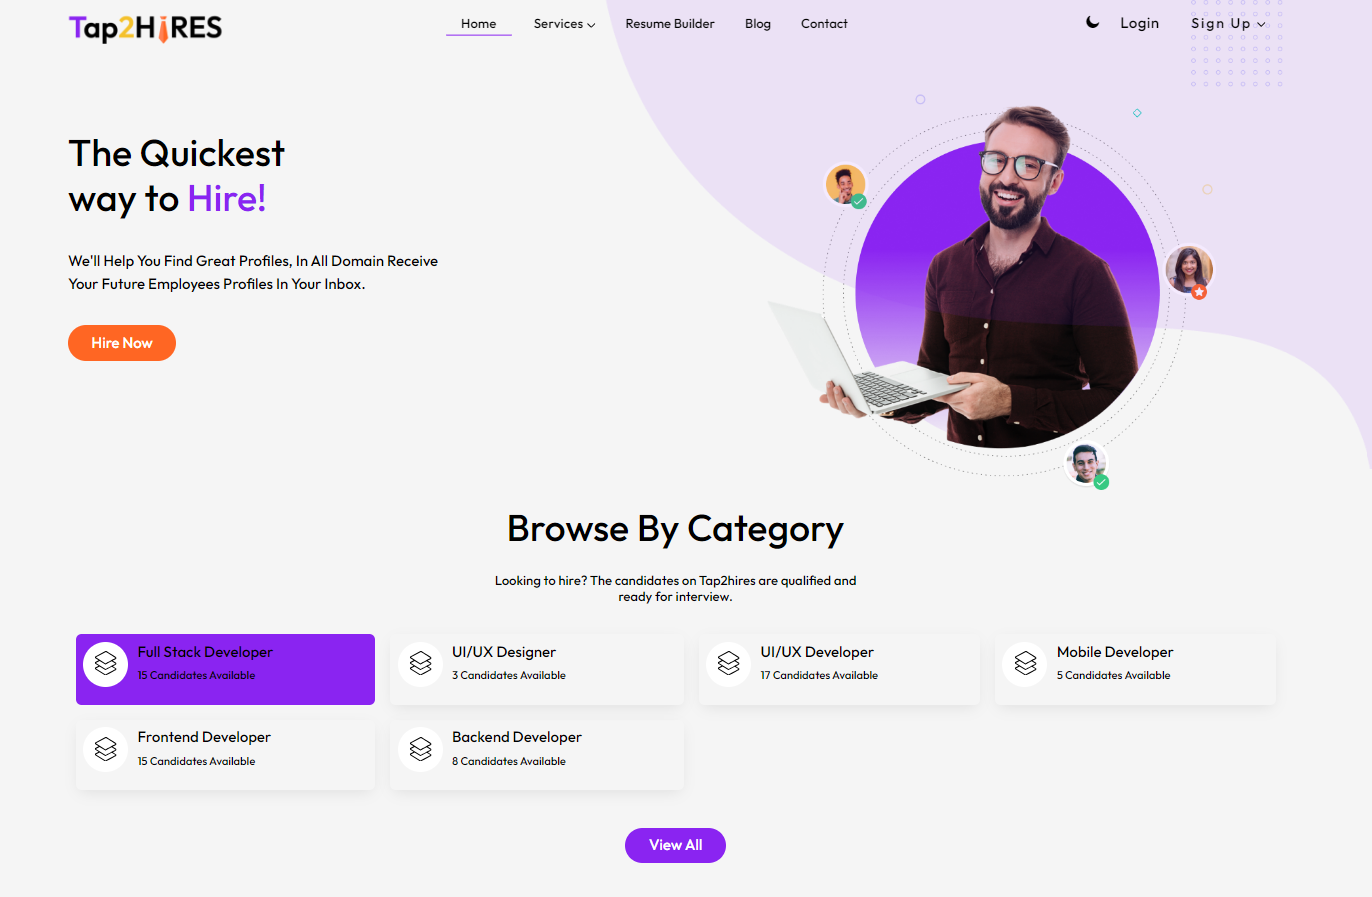 Tap2HIRES
Home
Services
Resume Builder
Blog
Contact
Login
Sign Up
The Quickest
way to Hire!
We'll Help You Find Great Profiles, In All Domain Receive
Your Future Employees Profiles In Your Inbox.
Hire Now
Browse By Category
Looking to hire? The candidates on Tap2hires are qualified and
ready for interview.
Full Stack Developer
15 Candidates Available
UI/UX Designer
3 Candidates Available
UI/UX Developer
17 Candidates Available
Mobile Developer
5 Candidates Available
Frontend Developer
15 Candidates Available
Backend Developer
8 Candidates Available
View All